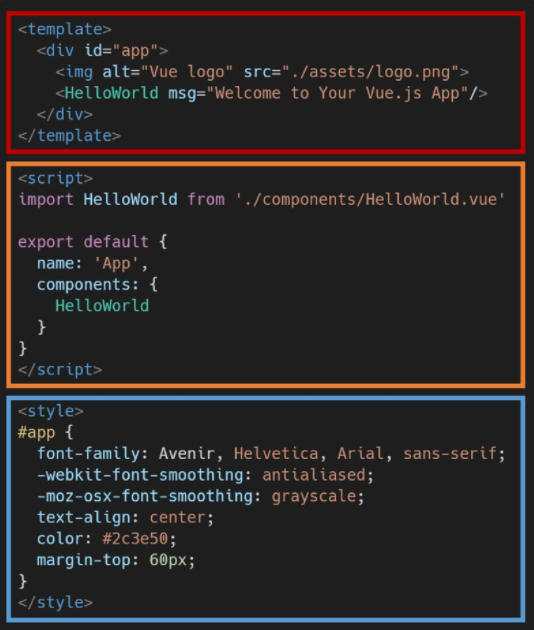 <template>
  <div id="app">
    <img alt="Vue logo" src="./assets/logo.png">
    <HelloWorld msg="Welcome to Your Vue.js App"/>
  </div>
</template>
<script>
import HelloWorld from './components/HelloWorld.vue'

export default {
  name: 'App',
  components: {
    HelloWorld
  }
}
</script>
<style>
#app {
  font-family: Avenir, Helvetica, Arial, sans-serif;
  -webkit-font-smoothing: antialiased;
  -moz-osx-font-smoothing: grayscale;
  text-align: center;
  color: #2c3e50;
  margin-top: 60px;
}
</style>